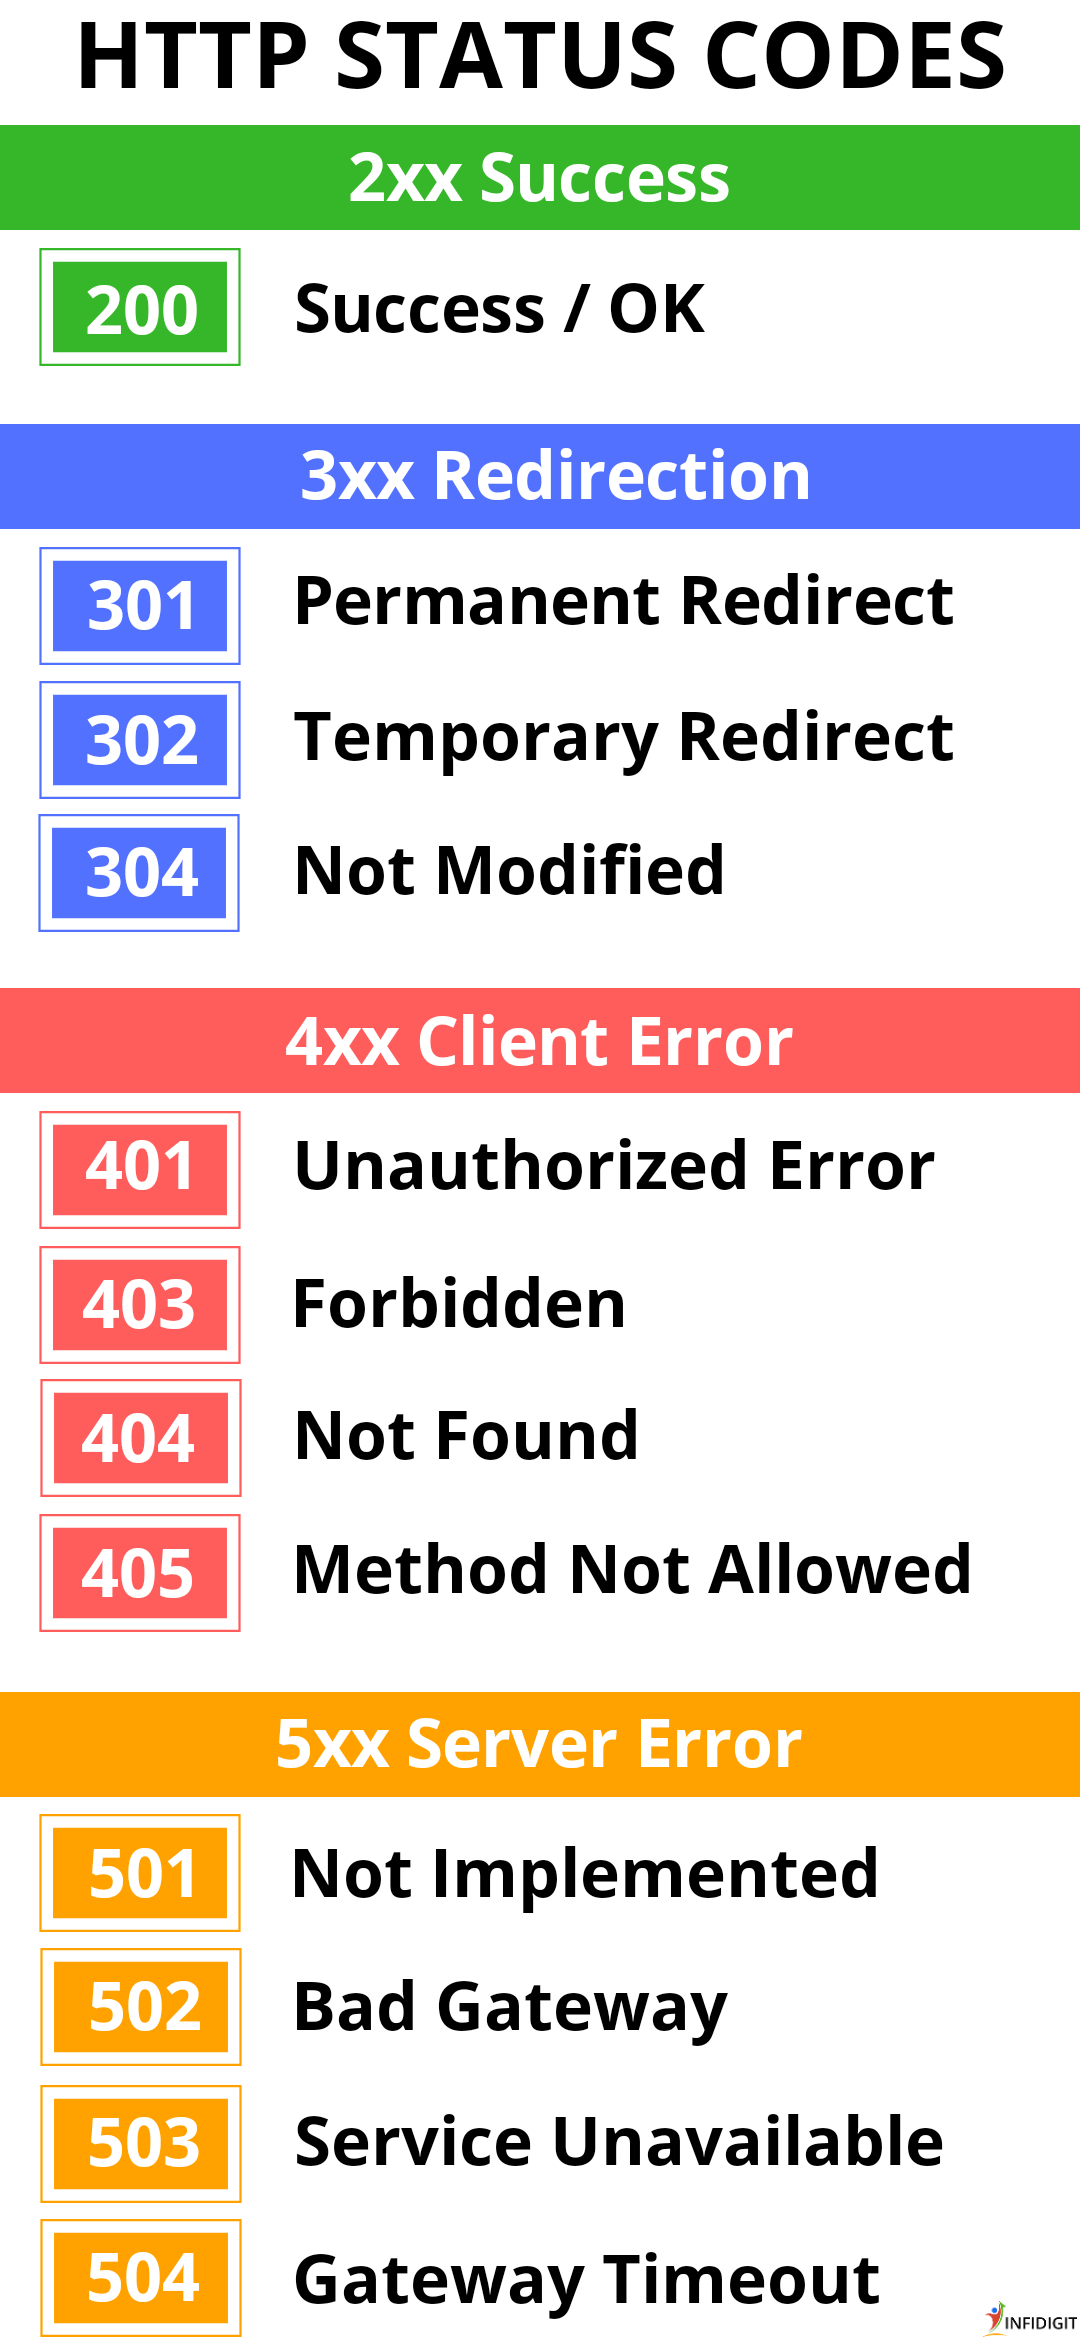 HTTP STATUS CODES
2xx Success
200 Success / OK
3xx Redirection
301 Permanent Redirect
302 Temporary Redirect
304 Not Modified
4xx Client Error
401 Unauthorized Error
403 Forbidden
404 Not Found
405 Method Not Allowed
5xx Server Error
501 Not Implemented
502 Bad Gateway
503 Service Unavailable
504 Gateway Timeout
INFIDIGIT